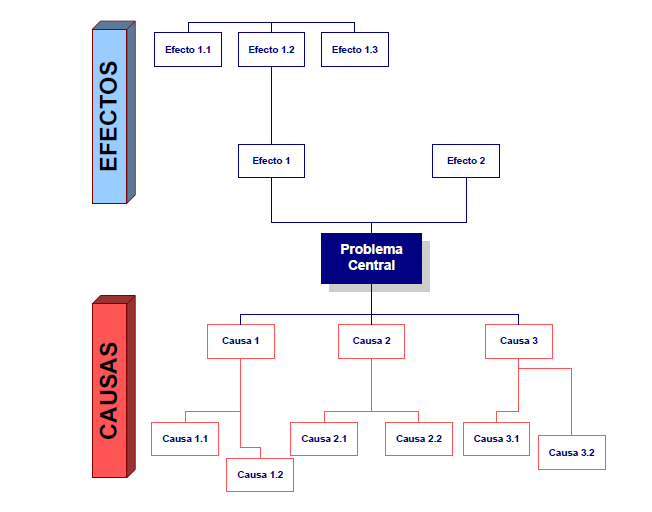 EFECTOS
Efecto 1.1
Efecto 1.2
Efecto 1.3
Efecto 1
Efecto 2
Problema
Central
CAUSAS
Causa 1
Causa 2
Causa 3
Causa 1.1
Causa 1.2
Causa 2.1
Causa 2.2
Causa 3.1
Causa 3.2